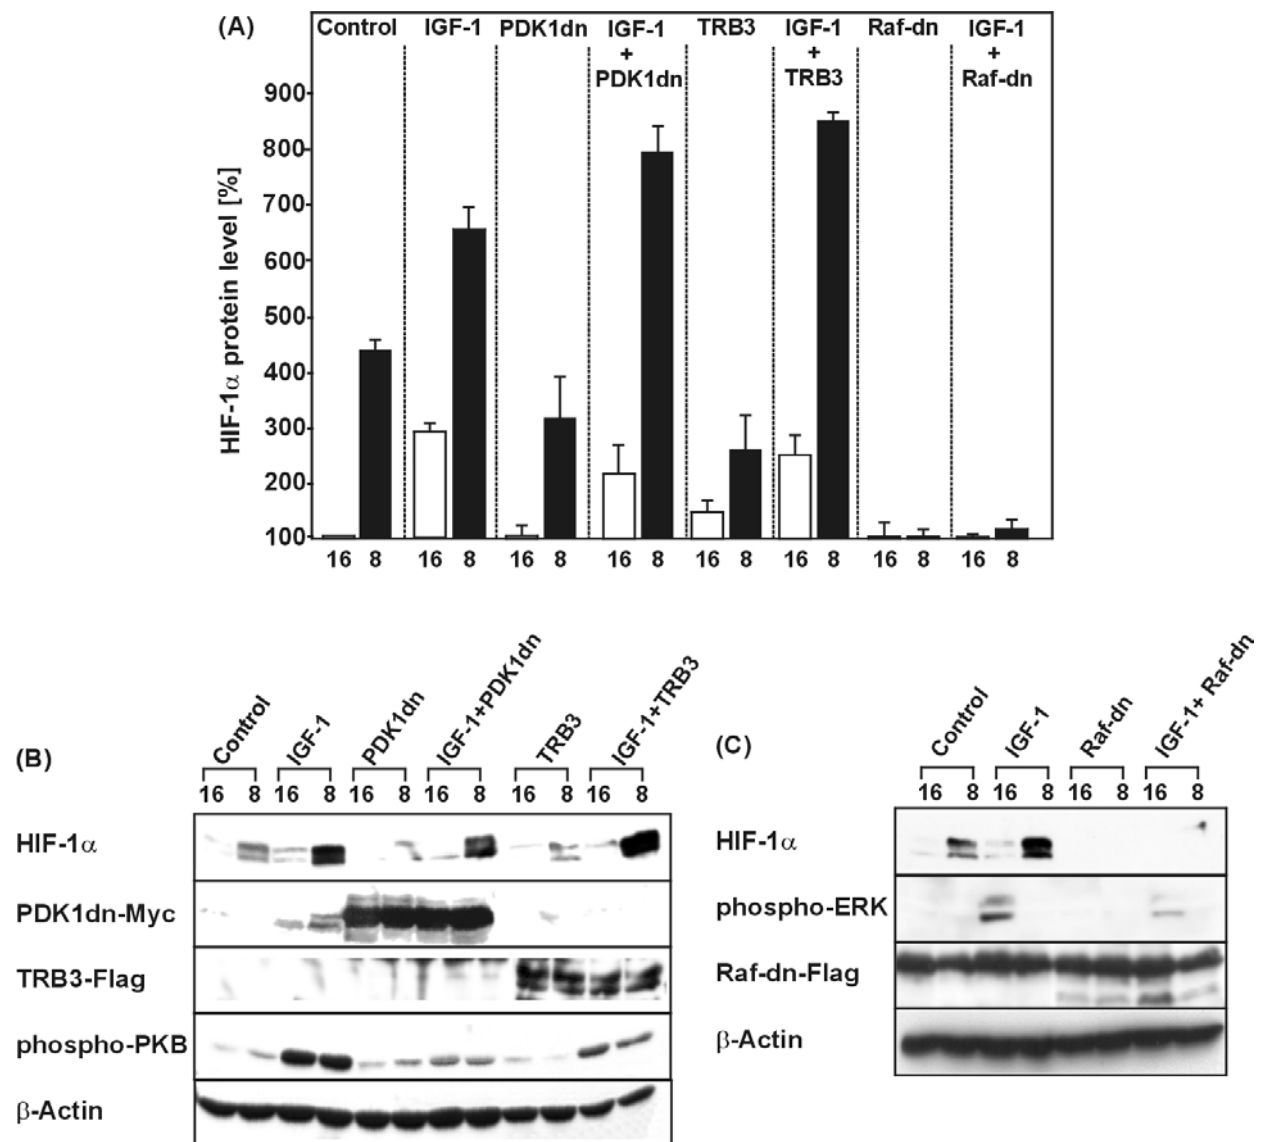 (A)
Control IGF-1 PDK1dn IGF-1 + PDK1dn TRB3 IGF-1 + TRB3 Raf-dn IGF-1 + Raf-dn
HIF-1α protein level [%]
900
800
700
600
500
400
300
200
100
16 8 16 8 16 8 16 8 16 8 16 8 16 8 16 8
(B)
Control IGF-1 PDK1dn IGF-1+PDK1dn TRB3 IGF-1+TRB3
16 8 16 8 16 8 16 8 16 8 16 8
HIF-1α
PDK1dn-Myc
TRB3-Flag
phospho-PKB
β-Actin
(C)
Control IGF-1 Raf-dn IGF-1+ Raf-dn
16 8 16 8 16 8 16 8
HIF-1α
phospho-ERK
Raf-dn-Flag
β-Actin